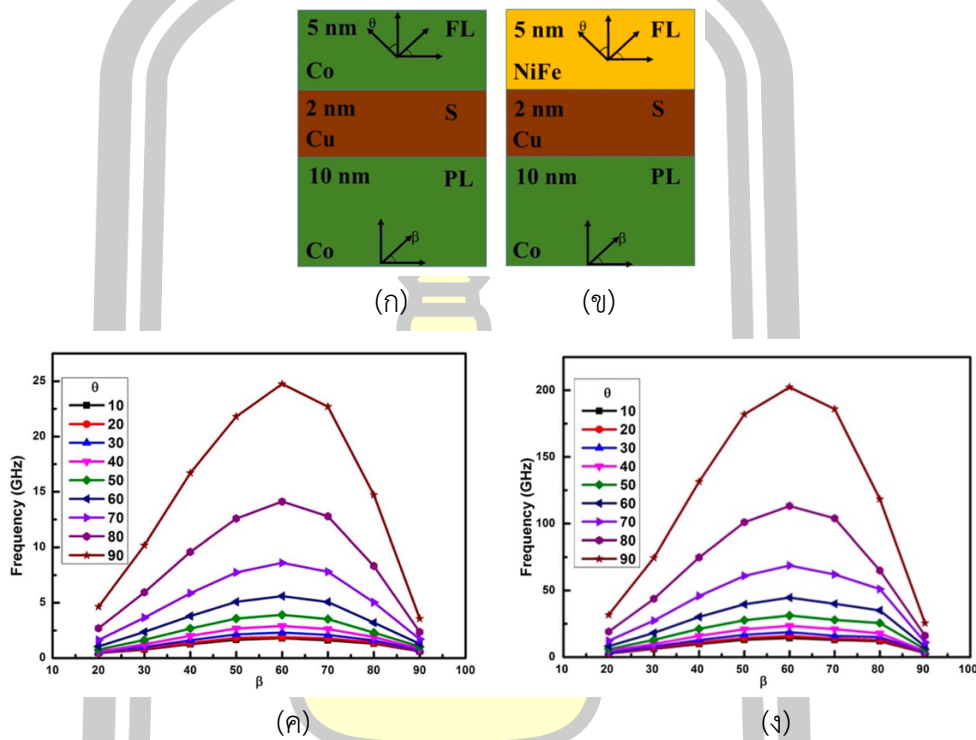 5 nm θ FL
Co
2 nm S
Cu
10 nm PL
β
Co
(ก)
5 nm θ FL
NiFe
2 nm S
Cu
10 nm PL
β
Co
(ข)
Frequency (GHz)
25
20
15
10
5
0
θ
10
20
30
40
50
60
70
80
90
10 20 30 40 50 60 70 80 90 100
β
(ค)
Frequency (GHz)
200
150
100
50
0
θ
10
20
30
40
50
60
70
80
90
10 20 30 40 50 60 70 80 90 100
β
(ง)